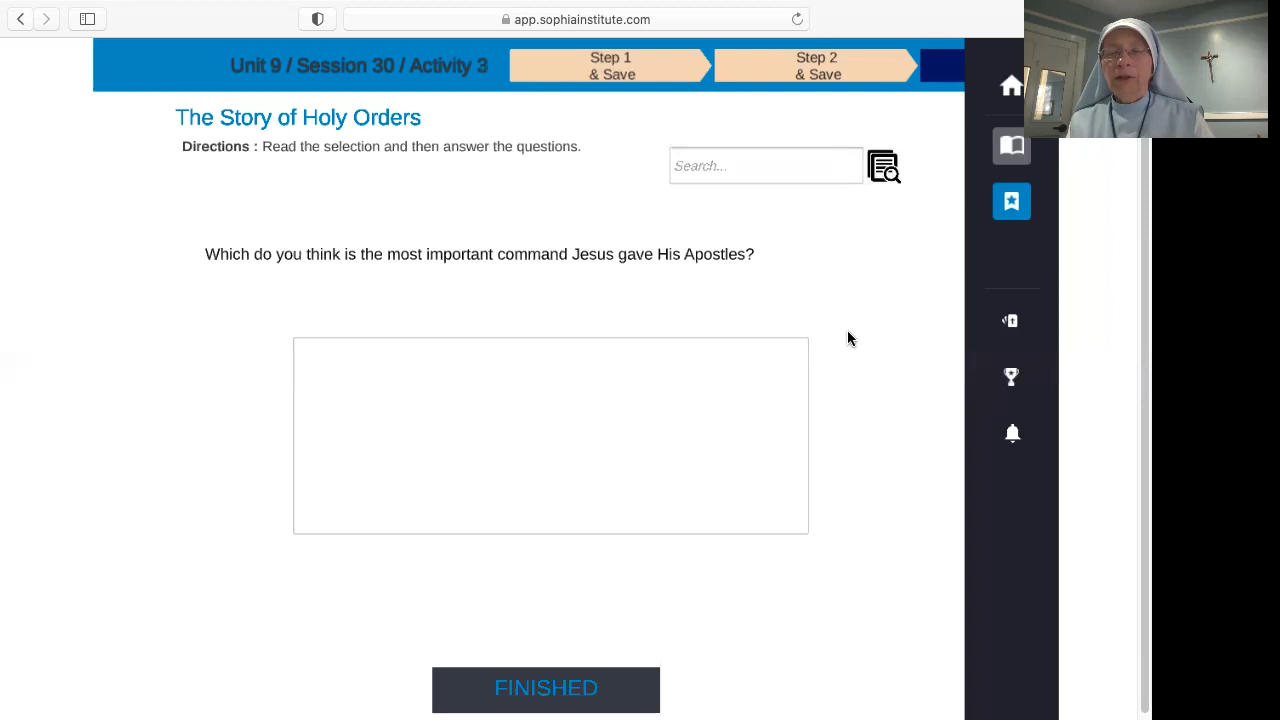 app.sophiainstitute.com
Unit 9 / Session 30 / Activity 3
Step 1
& Save
Step 2
& Save
The Story of Holy Orders
Directions : Read the selection and then answer the questions.
Search...
Which do you think is the most important command Jesus gave His Apostles?
FINISHED